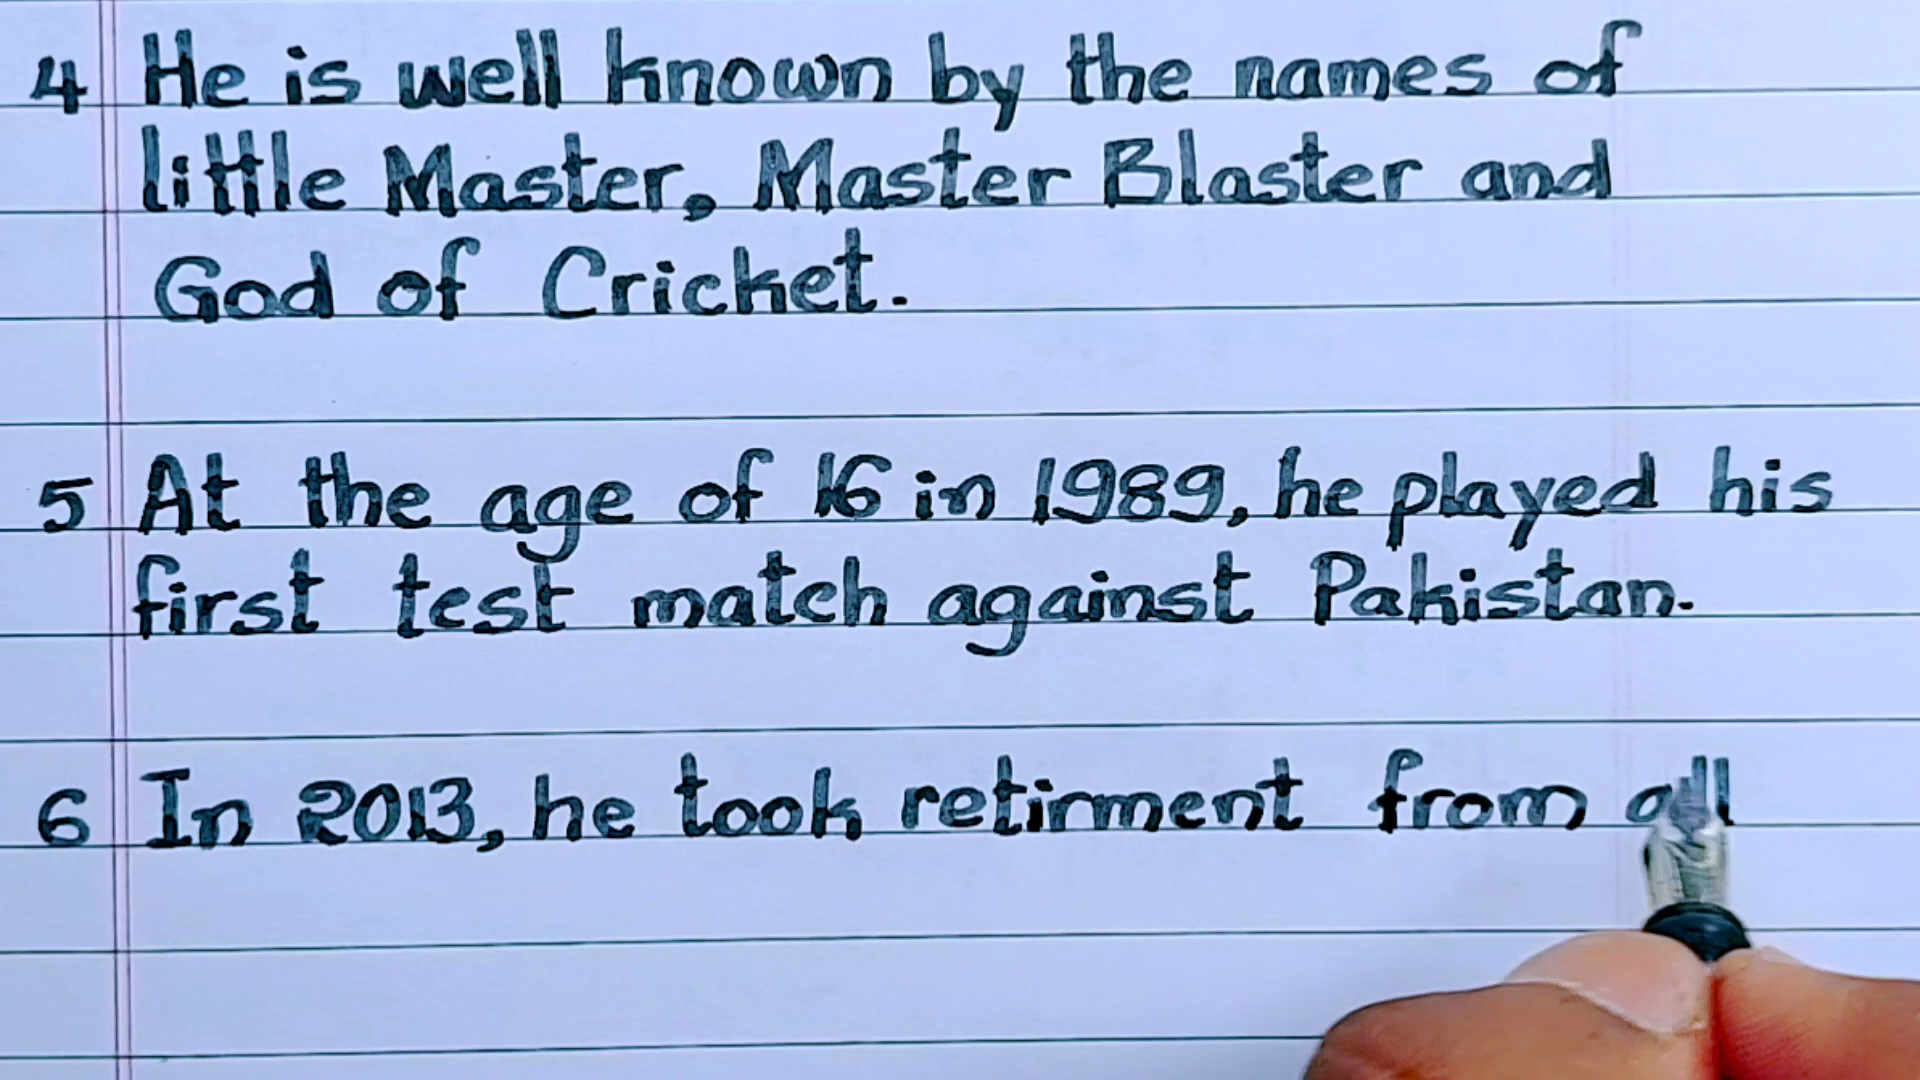 4 He is well known by the names of
little Master, Master Blaster and
God of Cricket.
5 At the age of 16 in 1989, he played his
first test match against Pakistan.
6 In 2013, he took retirment from all